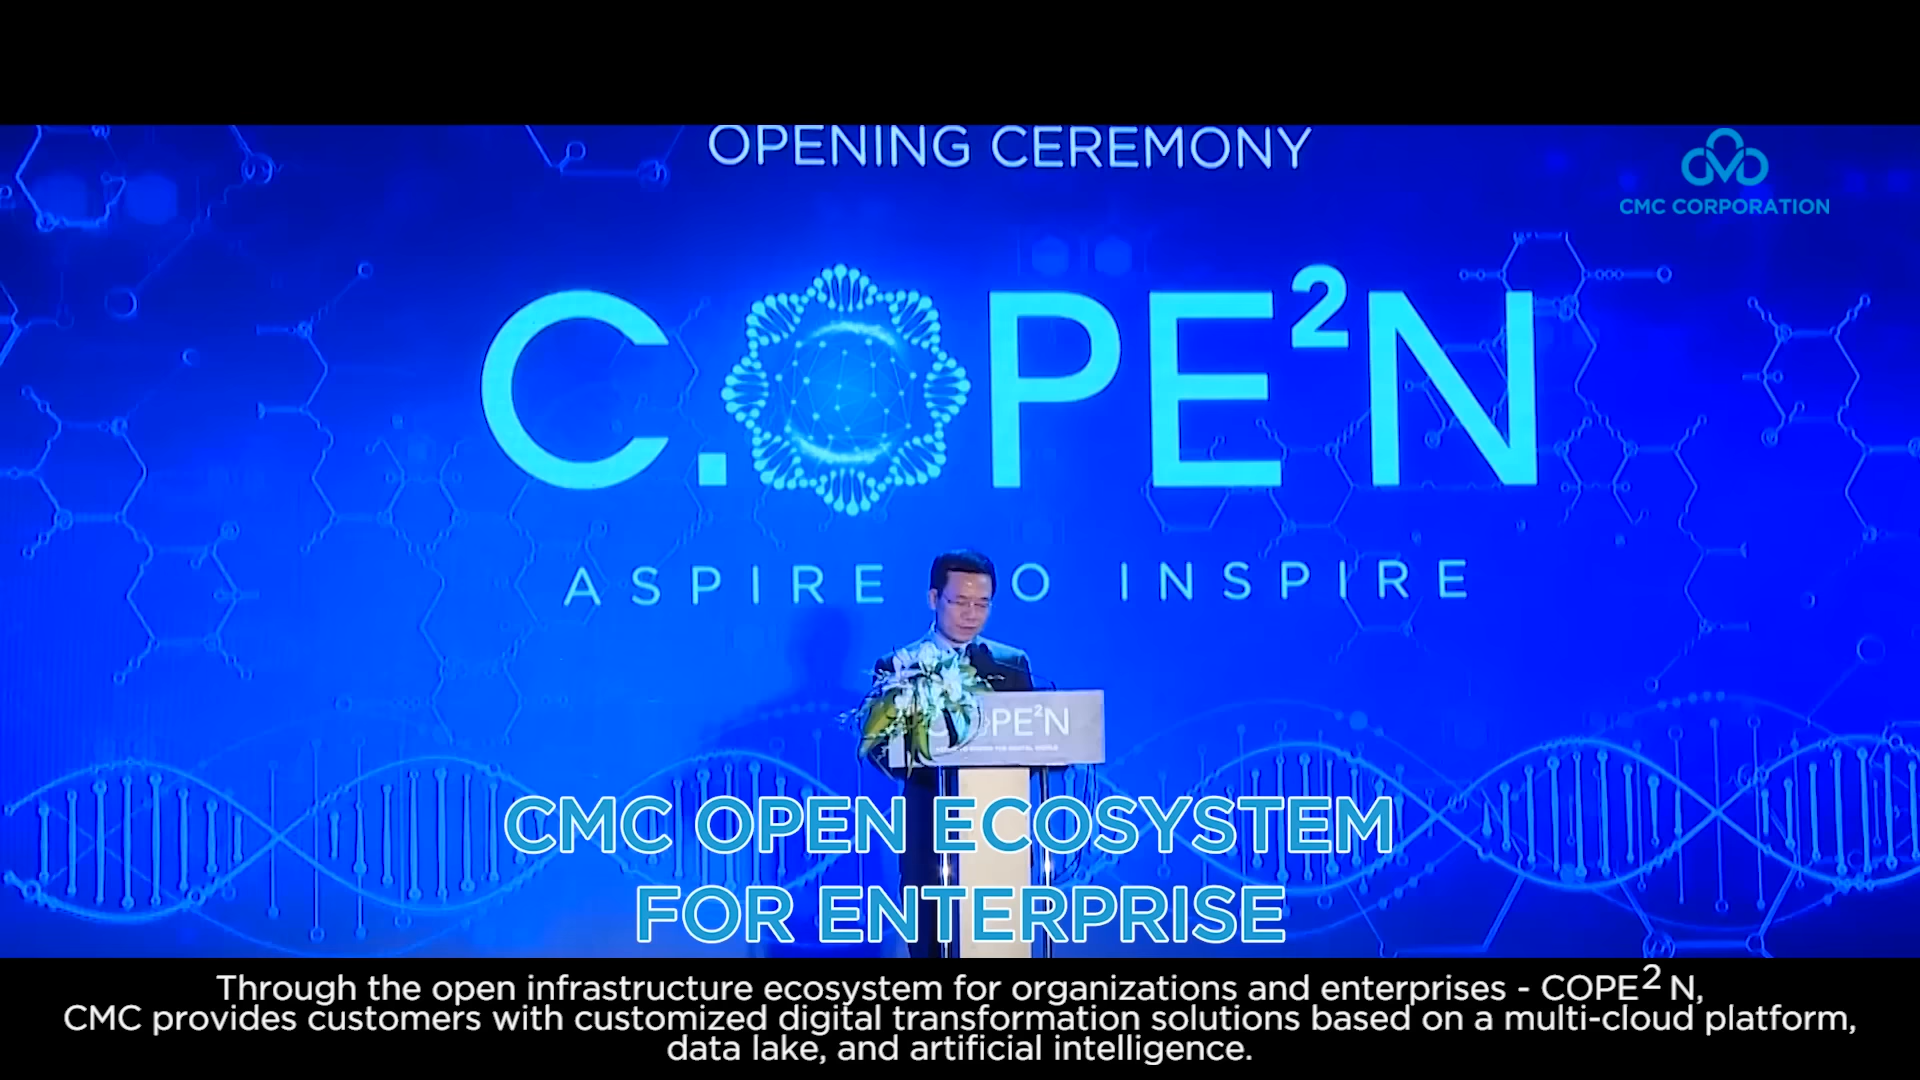 OPENING CEREMONY
CMC CORPORATION
C.OPE²N
ASPIRE TO INSPIRE
COPE²N
CMC OPEN ECOSYSTEM
FOR ENTERPRISE
Through the open infrastructure ecosystem for organizations and enterprises - COPE² N,
CMC provides customers with customized digital transformation solutions based on a multi-cloud platform,
data lake, and artificial intelligence.